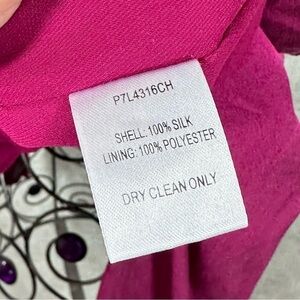 P7L4316CH
SHELL: 100% SILK
LINING: 100% POLYESTER
DRY CLEAN ONLY